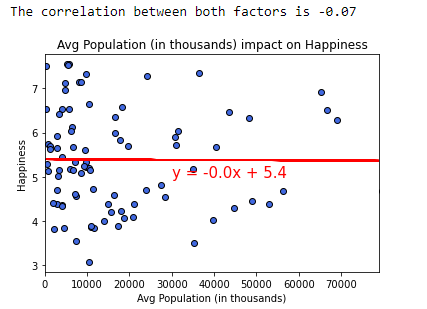 The correlation between both factors is -0.07
Avg Population (in thousands) impact on Happiness
7
6
5
4
3
Happiness
y = -0.0x + 5.4
0 10000 20000 30000 40000 50000 60000 70000
Avg Population (in thousands)